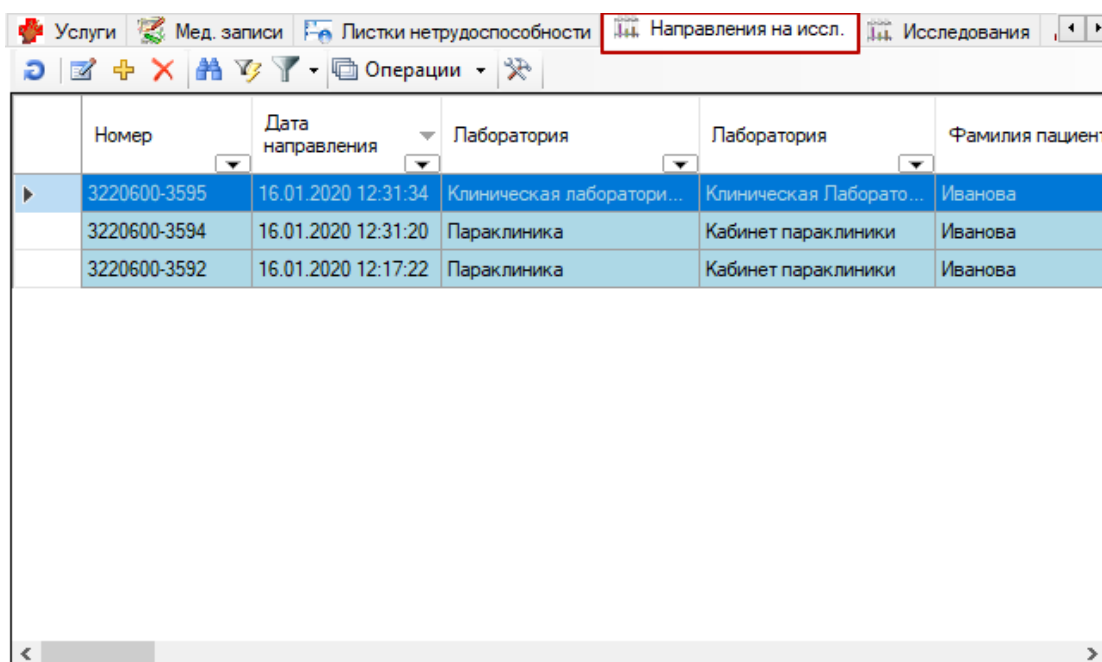 Услуги Мед. записи Листки нетрудоспособности Направления на иссл. Исследования
Операции
Номер Дата направления Лаборатория Лаборатория Фамилия пациент
3220600-3595 16.01.2020 12:31:34 Клиническая лаборатори... Клиническая Лаборато... Иванова
3220600-3594 16.01.2020 12:31:20 Параклиника Кабинет параклиники Иванова
3220600-3592 16.01.2020 12:17:22 Параклиника Кабинет параклиники Иванова